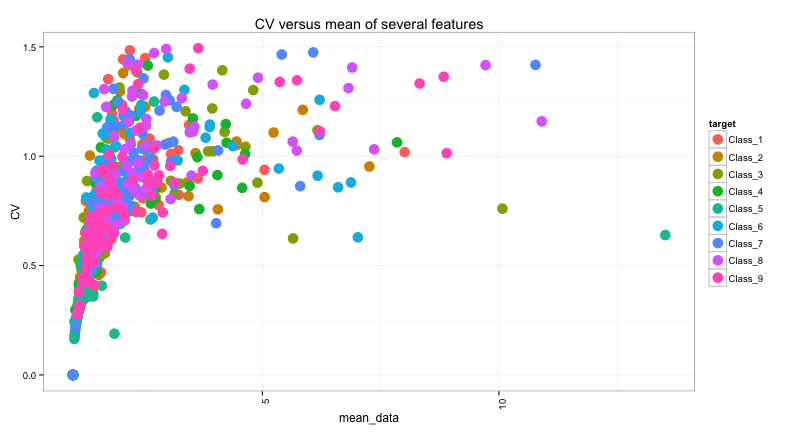 CV versus mean of several features
1.5
1.0
0.5
0.0
CV
5
10
mean_data
target
Class_1
Class_2
Class_3
Class_4
Class_5
Class_6
Class_7
Class_8
Class_9